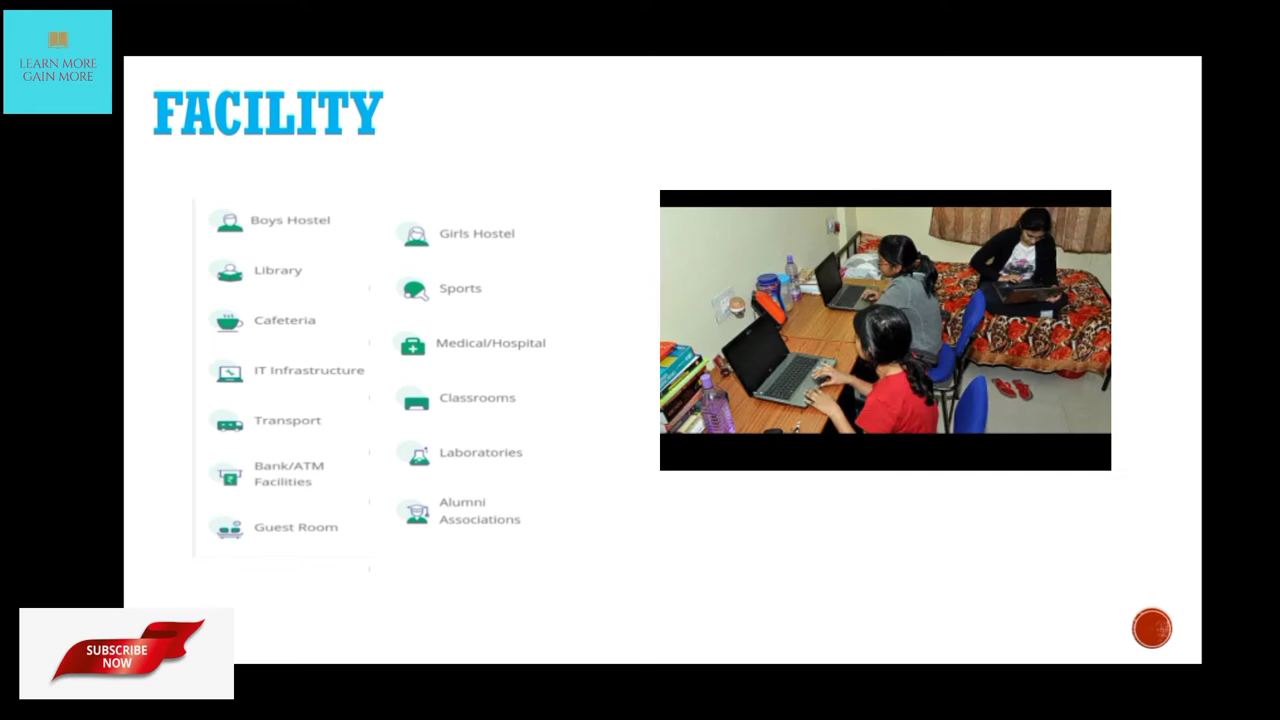 LEARN MORE
GAIN MORE
FACILITY
Boys Hostel
Library
Cafeteria
IT Infrastructure
Transport
Bank/ATM
Facilities
Guest Room
Girls Hostel
Sports
Medical/Hospital
Classrooms
Laboratories
Alumni
Associations
SUBSCRIBE
NOW